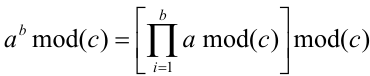 a^b mod(c) = [∏_{i=1}^{b} a mod(c)] mod(c)